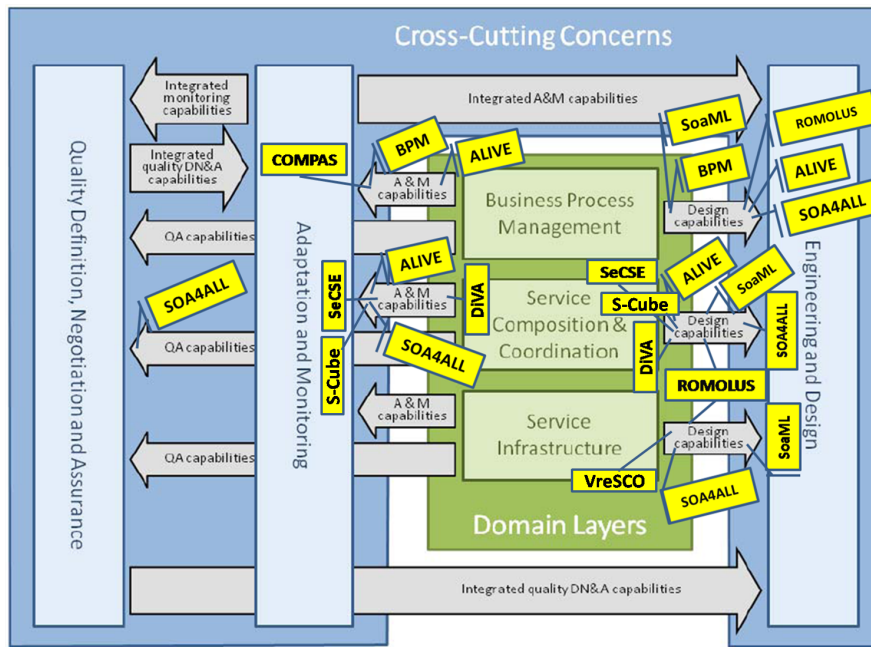 Cross-Cutting Concerns
Quality Definition, Negotiation and Assurance
Integrated
monitoring
capabilities
Integrated
quality DN&A
capabilities
QA capabilities
SOA4ALL
QA capabilities
QA capabilities
Adaptation and Monitoring
Integrated A&M capabilities
COMPAS
BPM
ALIVE
A & M
capabilities
SeCSE
ALIVE
A & M
capabilities
DIVA
S-Cube
SOA4ALL
A & M
capabilities
Business Process
Management
Service
Composition &
Coordination
Service
Infrastructure
Domain Layers
SoaML
BPM
ROMOLUS
ALIVE
SOA4ALL
Design
capabilities
SeCSE
ALIVE
SoaML
S-Cube
Design
capabilities
SOA4ALL
DIVA
ROMOLUS
Design
capabilities
SoaML
VreSCO
SOA4ALL
Engineering and Design
Integrated quality DN&A capabilities